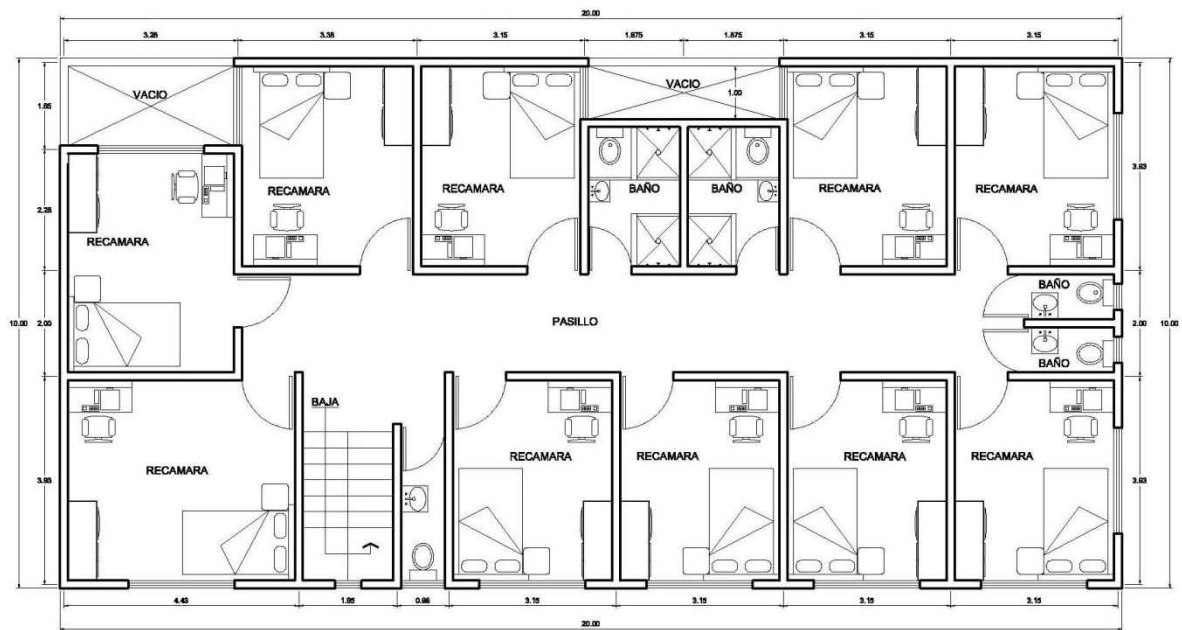 20.00
3.28
3.35
3.15
1.875
1.875
3.15
3.15
VACIO
VACIO
1.00
1.65
3.93
RECAMARA
RECAMARA
BAÑO
BAÑO
RECAMARA
RECAMARA
2.28
RECAMARA
BAÑO
10.00
2.00
PASILLO
2.00
10.00
BAÑO
BAJA
RECAMARA
RECAMARA
RECAMARA
RECAMARA
RECAMARA
3.93
3.93
4.43
1.85
0.98
3.15
3.15
3.15
3.15
20.00